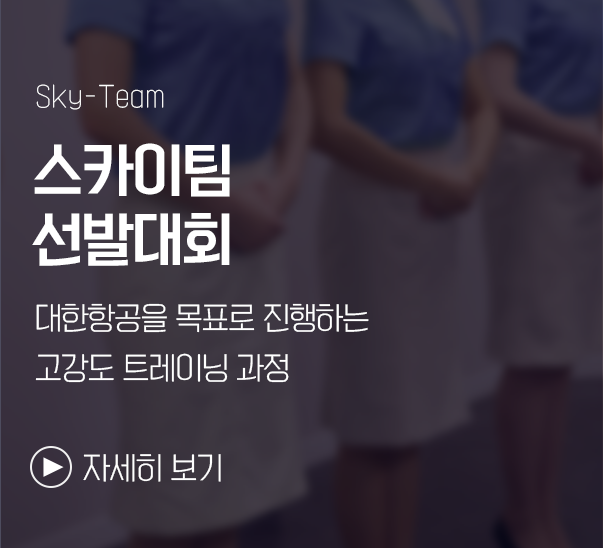 Sky-Team
스카이팀
선발대회
대한항공을 목표로 진행하는
고강도 트레이닝 과정
자세히 보기